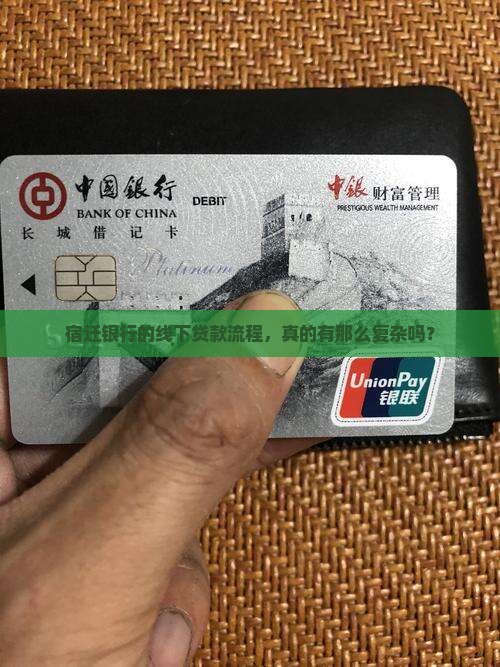 中國銀行
BANK OF CHINA
DEBIT
长城借记卡
中银 财富管理
PRESTIGIOUS WEALTH MANAGEMENT
Platinum
宿迁银行的线下贷款流程，真的有那么复杂吗？
UnionPay
银联